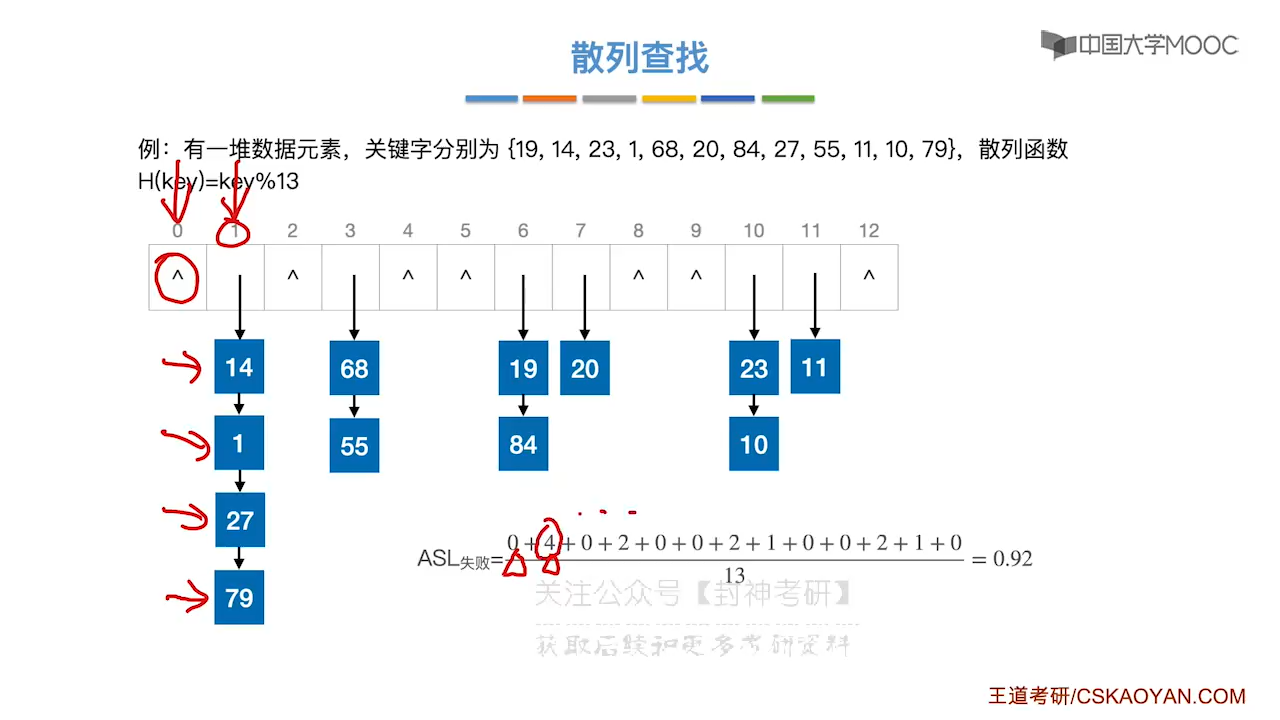 中国大学MOOC
散列查找
例：有一堆数据元素，关键字分别为 {19, 14, 23, 1, 68, 20, 84, 27, 55, 11, 10, 79}，散列函数
H(key)=key%13
0 1 2 3 4 5 6 7 8 9 10 11 12
^ ^ ^ ^ ^ ^ ^
14 68 19 20 23 11
1 55 84 10
27
0 + 4 + 0 + 2 + 0 + 0 + 2 + 1 + 0 + 0 + 2 + 1 + 0
ASL失败= = 0.92
13
关注公众号【封神考研】
79
获取后续和更多考研资料
王道考研/CSKAOYAN.COM